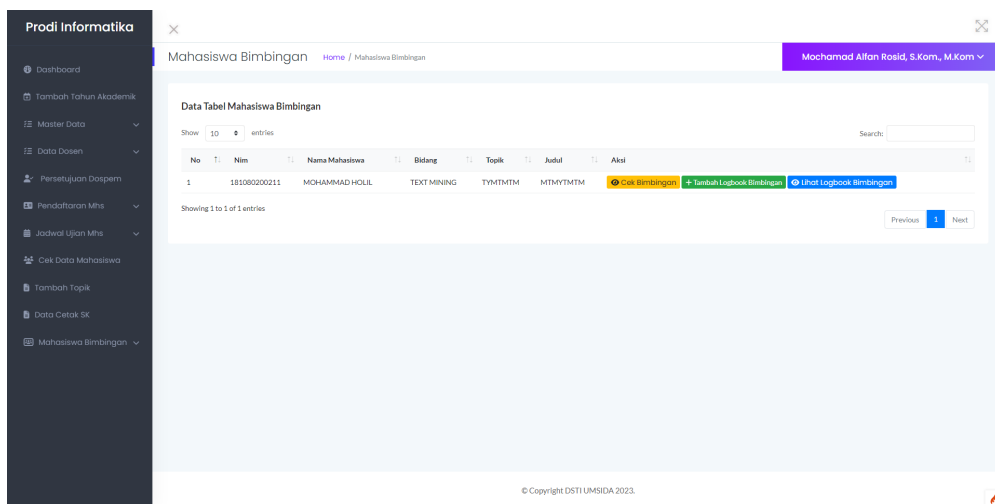 Prodi Informatika
Dashboard
Tambah Tahun Akademik
Master Data
Data Dosen
Persetujuan Dospem
Pendaftaran Mhs
Jadwal Ujian Mhs
Cek Data Mahasiswa
Tambah Topik
Data Cetak SK
Mahasiswa Bimbingan
Mahasiswa Bimbingan Home / Mahasiswa Bimbingan
Mochamad Alfan Rosid, S.Kom., M.Kom
Data Tabel Mahasiswa Bimbingan
Show 10 entries Search:
No Nim Nama Mahasiswa Bidang Topik Judul Aksi
1 181080200211 MOHAMMAD HOLIL TEXT MINING TYMTMTM MTMYTMTM Cek Bimbingan + Tambah Logbook Bimbingan Lihat Logbook Bimbingan
Showing 1 to 1 of 1 entries
Previous 1 Next
© Copyright DSTI UMSIDA 2023.